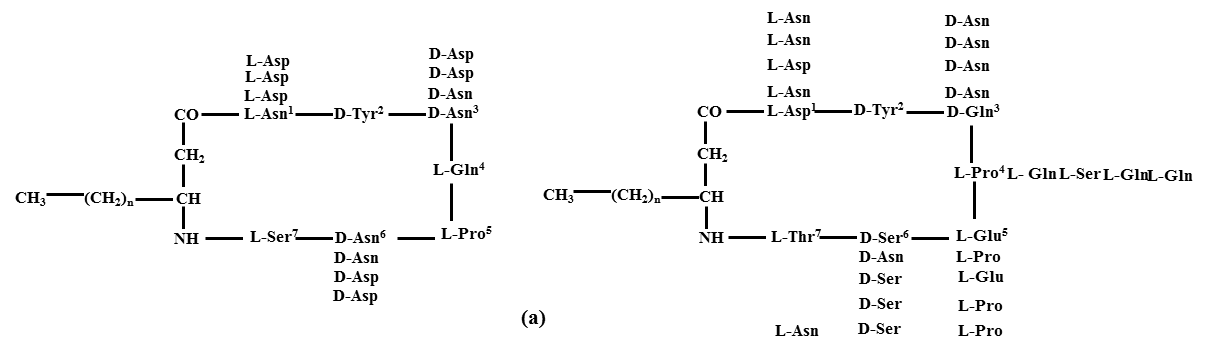 L-Asn D-Asn
L-Asn D-Asn
L-Asp D-Asn
L-Asn D-Asn
L-Asp D-Asp
L-Asp D-Asp
L-Asp D-Asn
CO L-Asn¹ D-Tyr² D-Asn³
CO L-Asp¹ D-Tyr² D-Gln³
CH₂ L-Gln⁴
CH₂ L-Pro⁴ L- Gln L-Ser L-Gln L-Gln
CH₃ (CH₂)ₙ CH
CH₃ (CH₂)ₙ CH
NH L-Ser⁷ D-Asn⁶ L-Pro⁵
NH L-Thr⁷ D-Ser⁶ L-Glu⁵
D-Asn
D-Asp
D-Asp
D-Asn L-Pro
D-Ser L-Glu
D-Ser L-Pro
L-Asn D-Ser L-Pro
(a)